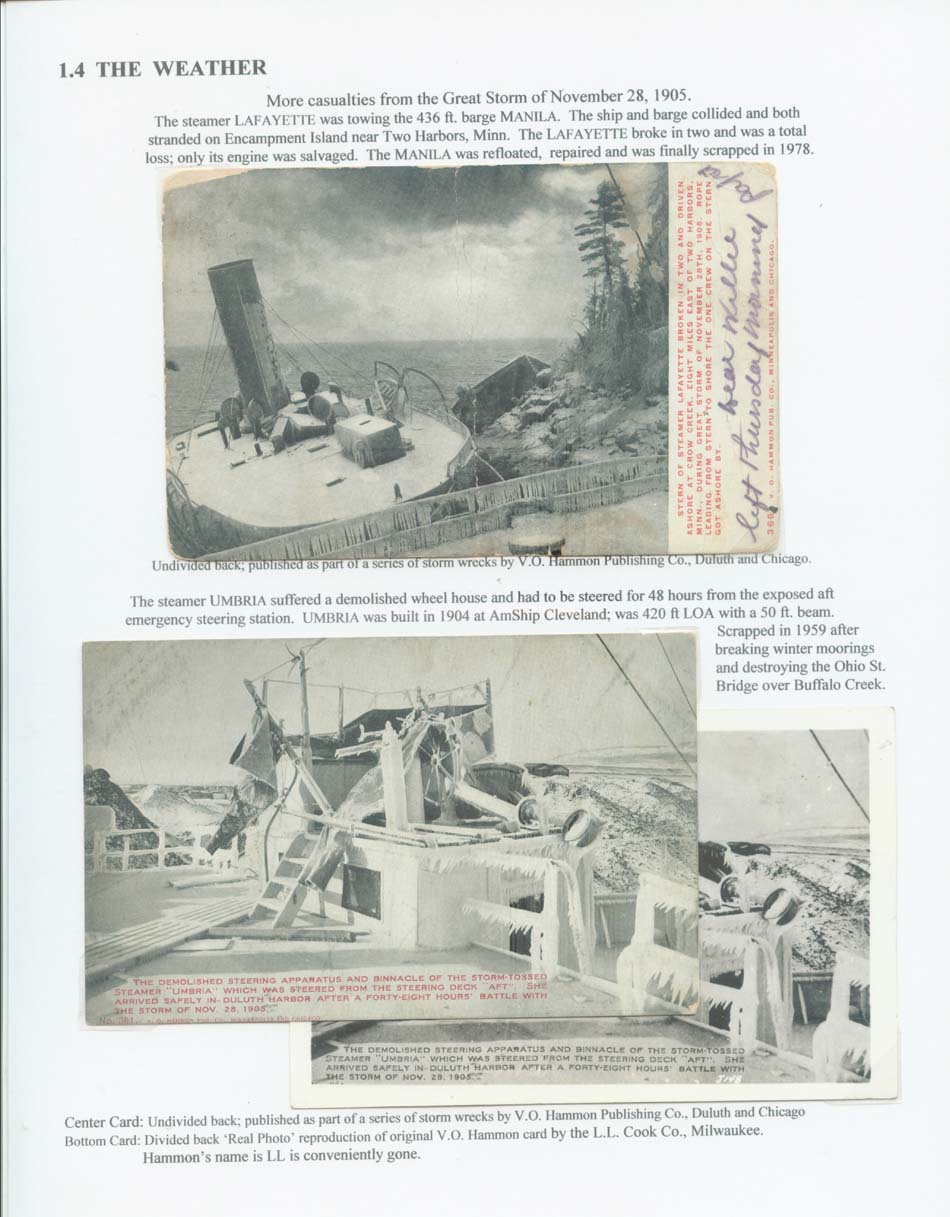 1.4 THE WEATHER
More casualties from the Great Storm of November 28, 1905.
The steamer LAFAYETTE was towing the 436 ft. barge MANILA. The ship and barge collided and both
stranded on Encampment Island near Two Harbors, Minn. The LAFAYETTE broke in two and was a total
loss; only its engine was salvaged. The MANILA was refloated, repaired and was finally scrapped in 1978.
STERN OF STEAMER LAFAYETTE BROKEN IN TWO AND DRIVEN
ASHORE AT CROW CREEK, EIGHT MILES EAST OF TWO HARBORS,
MINN., DURING GREAT STORM OF NOVEMBER 28TH, 1905. ROPE
LEADING FROM STERN TO SHORE THE ONE CREW ON THE STERN
GOT ASHORE BY.
Dear Willie
left thursday morning
papa
V. O. HAMMON PUB. CO., MINNEAPOLIS AND CHICAGO.
Undivided back; published as part of a series of storm wrecks by V.O. Hammon Publishing Co., Duluth and Chicago.
The steamer UMBRIA suffered a demolished wheel house and had to be steered for 48 hours from the exposed aft
emergency steering station. UMBRIA was built in 1904 at AmShip Cleveland; was 420 ft LOA with a 50 ft. beam.
Scrapped in 1959 after
breaking winter moorings
and destroying the Ohio St.
Bridge over Buffalo Creek.
THE DEMOLISHED STEERING APPARATUS AND BINNACLE OF THE STORM-TOSSED
STEAMER "UMBRIA" WHICH WAS STEERED FROM THE STEERING DECK "AFT". SHE
ARRIVED SAFELY IN DULUTH HARBOR AFTER A FORTY-EIGHT HOURS' BATTLE WITH
THE STORM OF NOV. 28, 1905.
THE DEMOLISHED STEERING APPARATUS AND BINNACLE OF THE STORM-TOSSED
STEAMER "UMBRIA" WHICH WAS STEERED FROM THE STEERING DECK "AFT". SHE
ARRIVED SAFELY IN DULUTH HARBOR AFTER A FORTY-EIGHT HOURS' BATTLE WITH
THE STORM OF NOV. 28, 1905.
Center Card: Undivided back; published as part of a series of storm wrecks by V.O. Hammon Publishing Co., Duluth and Chicago
Bottom Card: Divided back 'Real Photo' reproduction of original V.O. Hammon card by the L.L. Cook Co., Milwaukee.
Hammon's name is LL is conveniently gone.